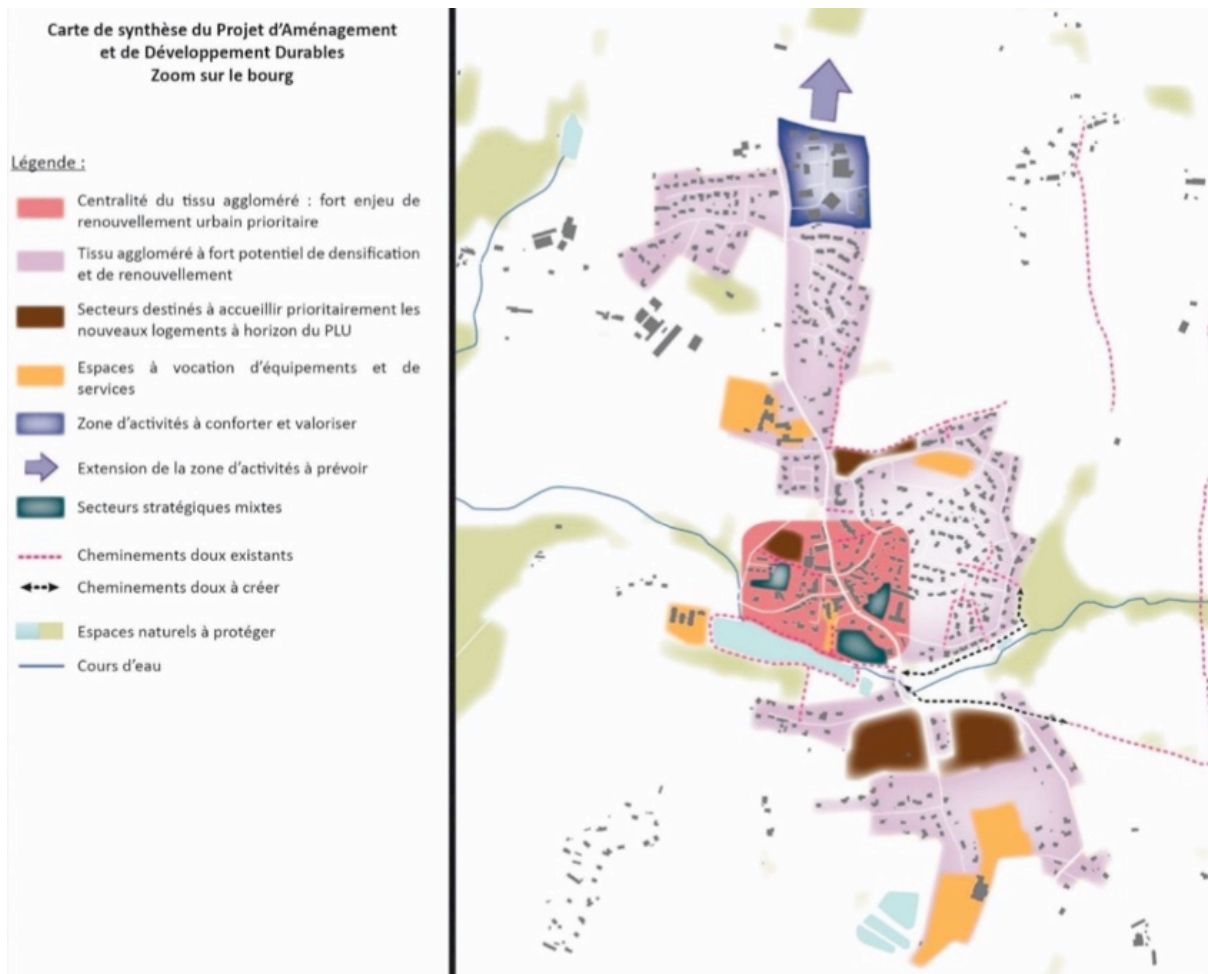 Carte de synthèse du Projet d'Aménagement
et de Développement Durables
Zoom sur le bourg
Légende :
Centralité du tissu aggloméré : fort enjeu de
renouvellement urbain prioritaire
Tissu aggloméré à fort potentiel de densification
et de renouvellement
Secteurs destinés à accueillir prioritairement les
nouveaux logements à horizon du PLU
Espaces à vocation d'équipements et de
services
Zone d'activités à conforter et valoriser
Extension de la zone d'activités à prévoir
Secteurs stratégiques mixtes
Cheminements doux existants
Cheminements doux à créer
Espaces naturels à protéger
Cours d'eau